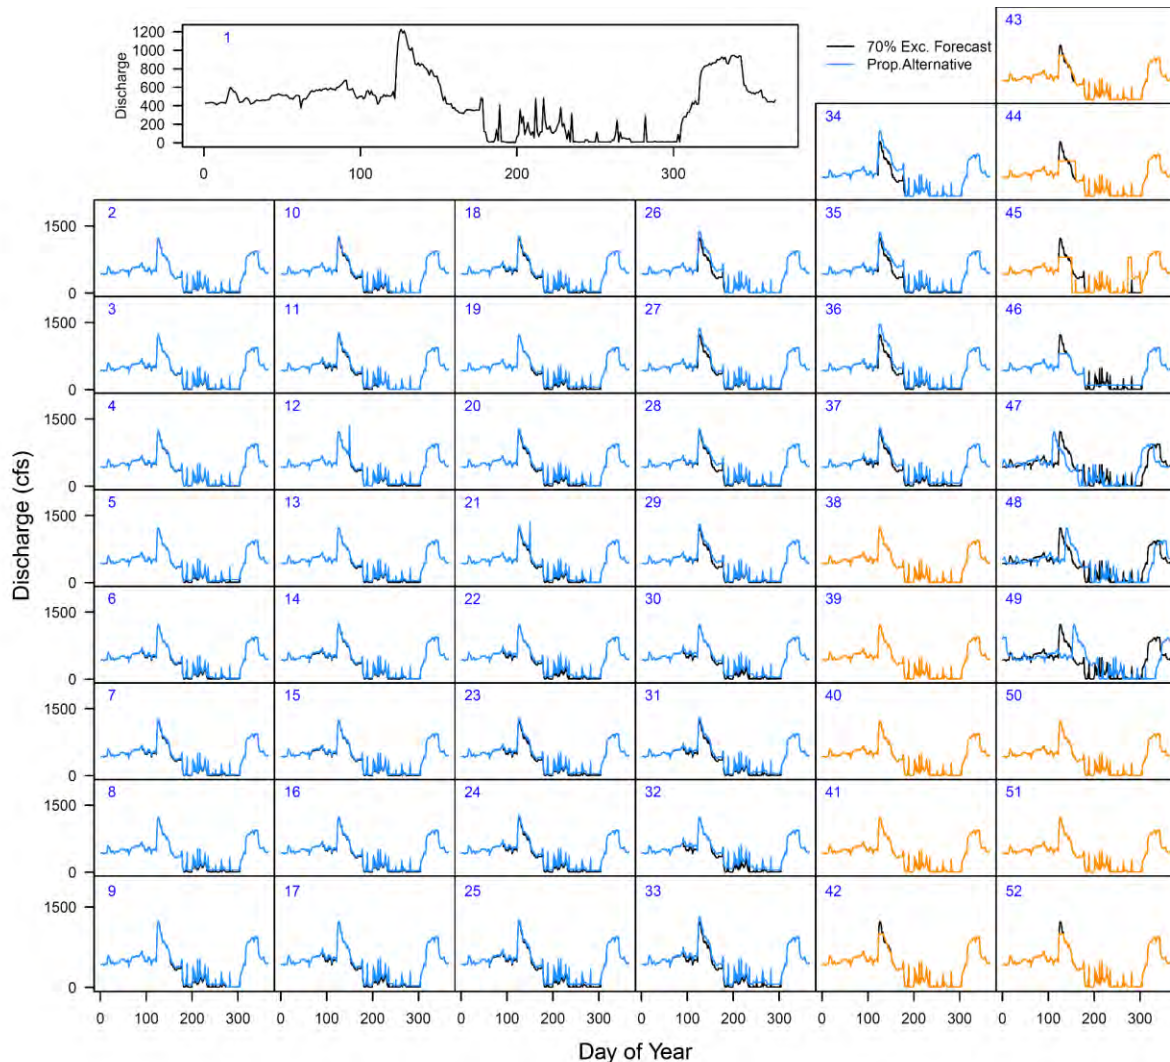 1
Discharge
1200
1000
800
600
400
200
0
0 100 200 300
70% Exc. Forecast
Prop.Alternative
43
34 44
2 10 18 26 35 45
1500
0
3 11 19 27 36 46
1500
0
4 12 20 28 37 47
1500
0
5 13 21 29 38 48
1500
0
6 14 22 30 39 49
1500
0
7 15 23 31 40 50
1500
0
8 16 24 32 41 51
1500
0
9 17 25 33 42 52
1500
0
0 100 200 300 0 100 200 300 0 100 200 300 0 100 200 300 0 100 200 300 0 100 200 300
Discharge (cfs)
Day of Year